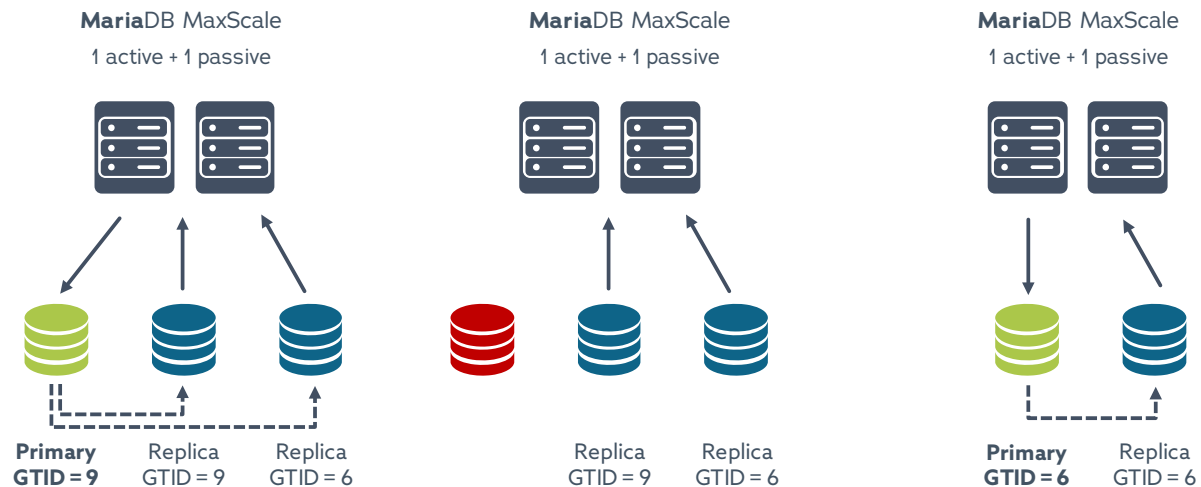 MariaDB MaxScale
1 active + 1 passive
Primary
GTID = 9
Replica
GTID = 9
Replica
GTID = 6
MariaDB MaxScale
1 active + 1 passive
Replica
GTID = 9
Replica
GTID = 6
MariaDB MaxScale
1 active + 1 passive
Primary
GTID = 6
Replica
GTID = 6